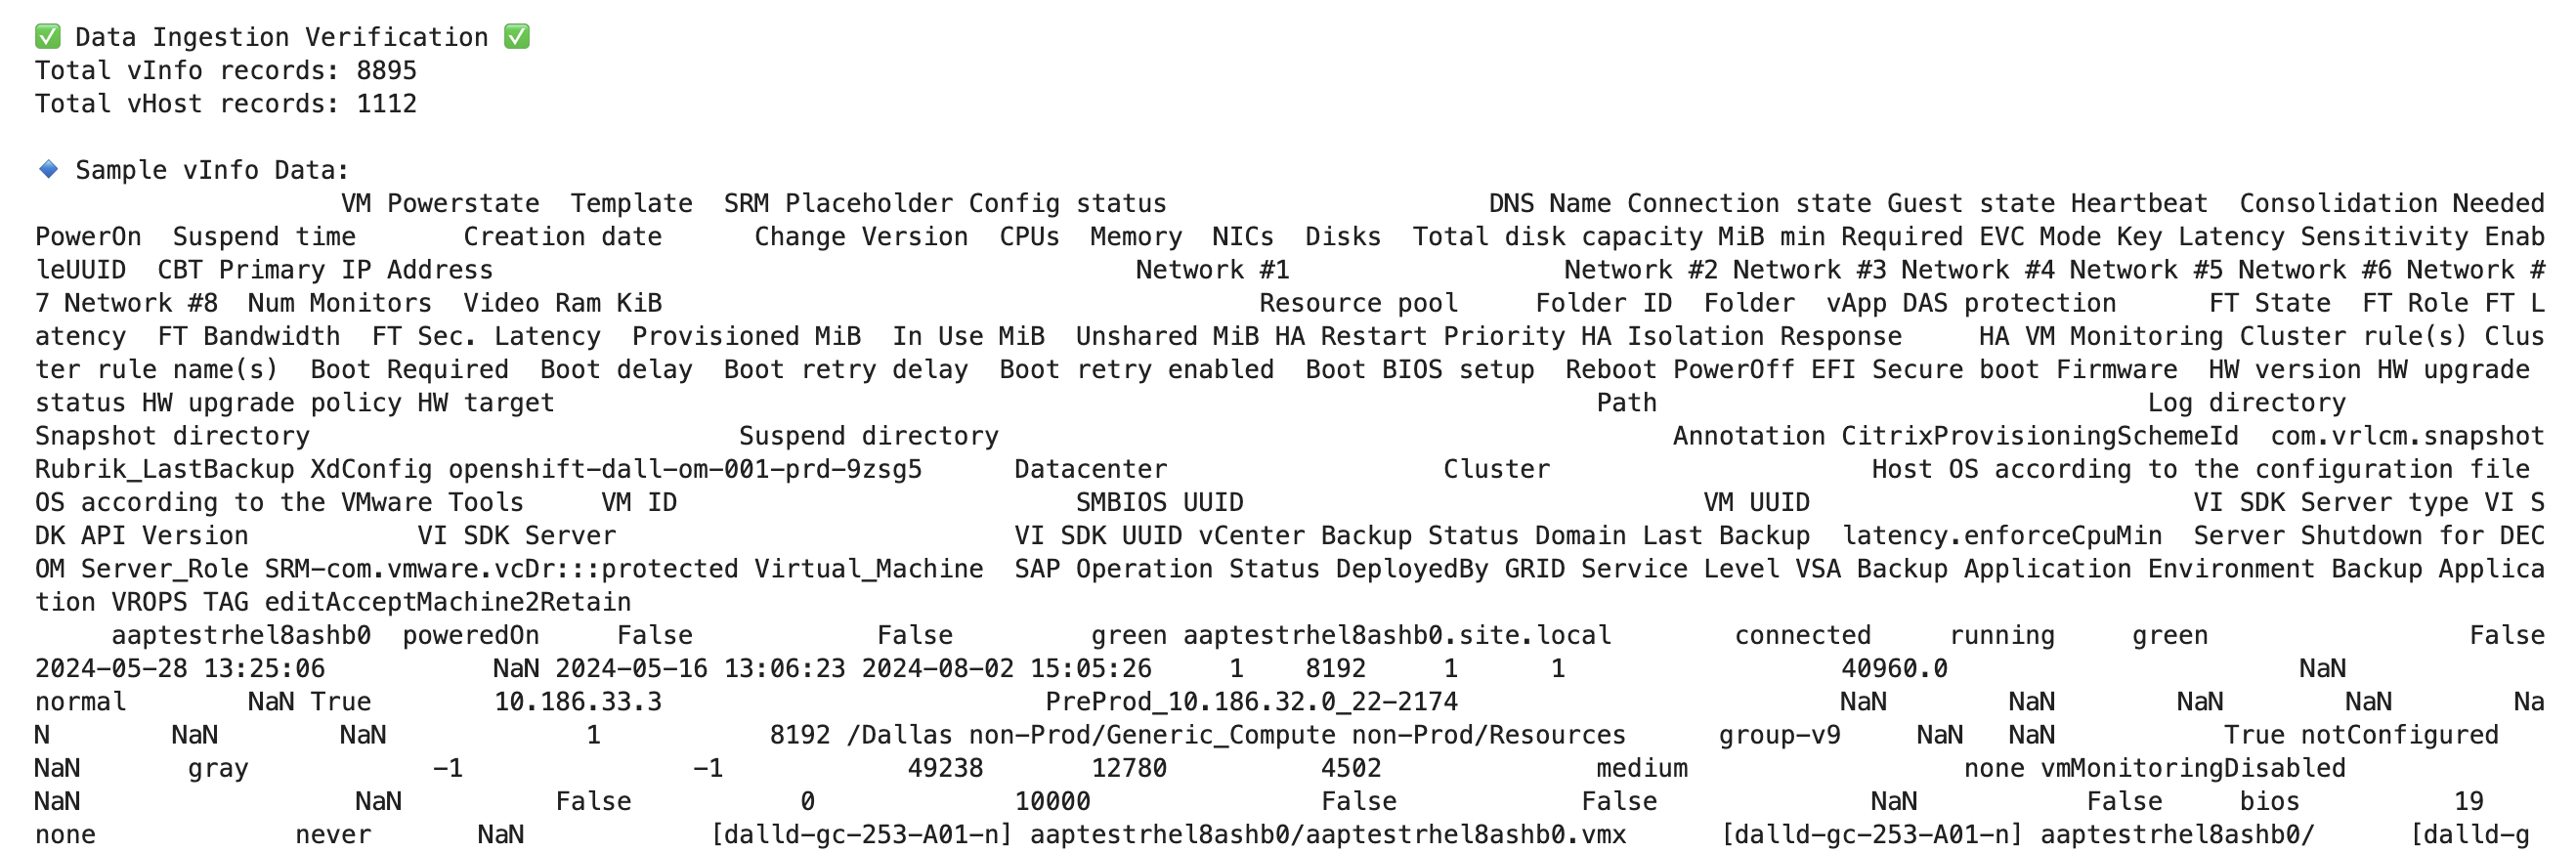 ✅ Data Ingestion Verification ✅
Total vInfo records: 8895
Total vHost records: 1112
🔹 Sample vInfo Data:
VM Powerstate  Template  SRM Placeholder Config status                     DNS Name Connection state Guest state Heartbeat  Consolidation Needed
PowerOn  Suspend time       Creation date      Change Version  CPUs  Memory  NICs  Disks  Total disk capacity MiB min Required EVC Mode Key Latency Sensitivity Enab
leUUID  CBT Primary IP Address                                          Network #1                  Network #2 Network #3 Network #4 Network #5 Network #6 Network #
7 Network #8  Num Monitors  Video Ram KiB                                       Resource pool     Folder ID  Folder  vApp DAS protection      FT State  FT Role FT L
atency  FT Bandwidth  FT Sec. Latency  Provisioned MiB  In Use MiB  Unshared MiB HA Restart Priority HA Isolation Response     HA VM Monitoring Cluster rule(s) Clus
ter rule name(s)  Boot Required  Boot delay  Boot retry delay  Boot retry enabled  Boot BIOS setup  Reboot PowerOff EFI Secure boot Firmware  HW version HW upgrade
status HW upgrade policy HW target                                                                    Path                                Log directory
Snapshot directory                            Suspend directory                                            Annotation CitrixProvisioningSchemeId  com.vrlcm.snapshot
Rubrik_LastBackup XdConfig openshift-dall-om-001-prd-9zsg5      Datacenter                  Cluster                     Host OS according to the configuration file
OS according to the VMware Tools     VM ID                          SMBIOS UUID                              VM UUID                         VI SDK Server type VI S
DK API Version           VI SDK Server                          VI SDK UUID vCenter Backup Status Domain Last Backup  latency.enforceCpuMin  Server Shutdown for DEC
OM Server_Role SRM-com.vmware.vcDr:::protected Virtual_Machine  SAP Operation Status DeployedBy GRID Service Level VSA Backup Application Environment Backup Applica
tion VROPS TAG editAcceptMachine2Retain
aaptestrhel8ashb0  poweredOn     False            False         green aaptestrhel8ashb0.site.local        connected     running     green                 False
2024-05-28 13:25:06           NaN 2024-05-16 13:06:23 2024-08-02 15:05:26     1    8192     1      1                  40960.0                       NaN
normal        NaN True        10.186.33.3                         PreProd_10.186.32.0_22-2174                         NaN        NaN        NaN        NaN        Na
N        NaN        NaN             1           8192 /Dallas non-Prod/Generic_Compute non-Prod/Resources      group-v9     NaN   NaN           True notConfigured
NaN       gray            -1               -1            49238       12780         4502              medium                  none vmMonitoringDisabled
NaN                  NaN          False           0             10000               False            False              NaN           False     bios          19
none             never       NaN            [dalld-gc-253-A01-n] aaptestrhel8ashb0/aaptestrhel8ashb0.vmx      [dalld-gc-253-A01-n] aaptestrhel8ashb0/      [dalld-g